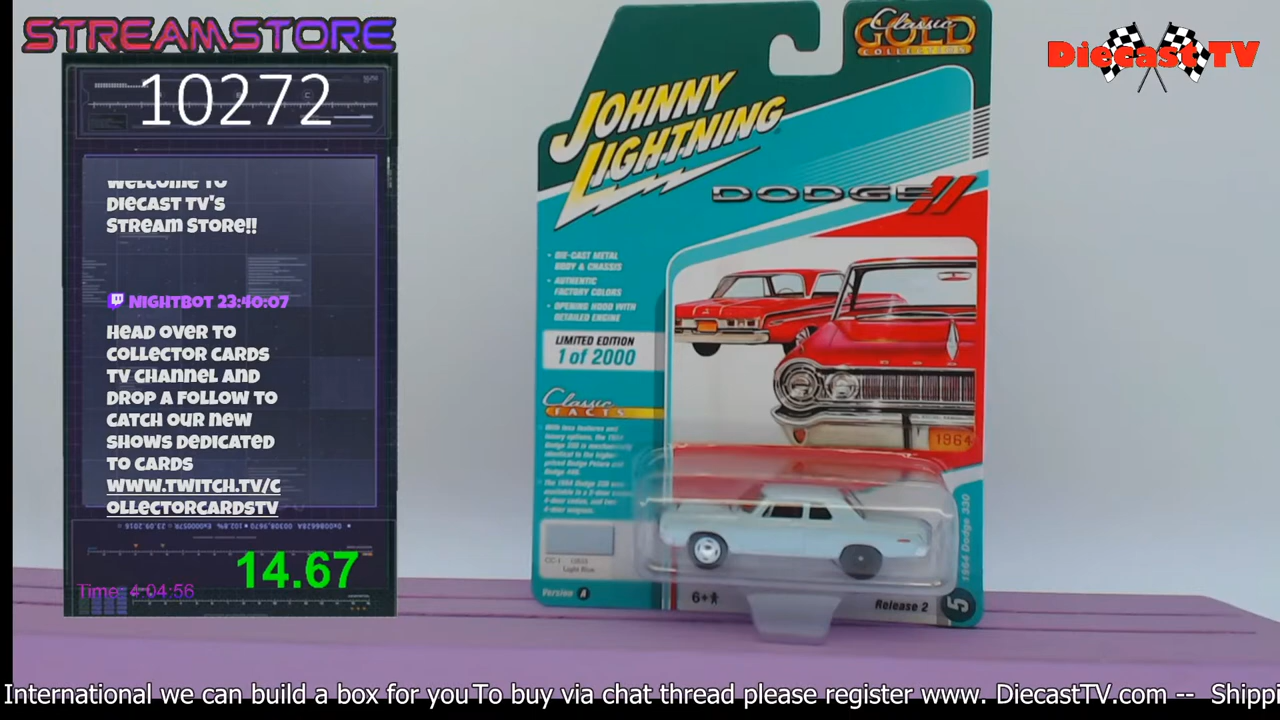 STREAMSTORE
10272
WELCOME TO
DIECAST TV'S
STREAM STORE!!
NIGHTBOT 23:40:07
HEAD OVER TO
COLLECTOR CARDS
TV CHANNEL AND
DROP A FOLLOW TO
CATCH OUR NEW
SHOWS DEDICATED
TO CARDS
WWW.TWITCH.TV/C
OLLECTORCARDSTV
14.67
Time: 4:04:56
Classic
GOLD
COLLECTION
JOHNNY
LIGHTNING
DODGE
• DIE-CAST METAL
BODY & CHASSIS
• AUTHENTIC
FACTORY COLORS
• OPENING HOOD WITH
DETAILED ENGINE
LIMITED EDITION
1 of 2000
Classic
FACTS
1964
Light Blue
Version A
6+
Release 2
5
1964 Dodge 330
Diecast TV
International we can build a box for you To buy via chat thread please register www. DiecastTV.com -- Shippi